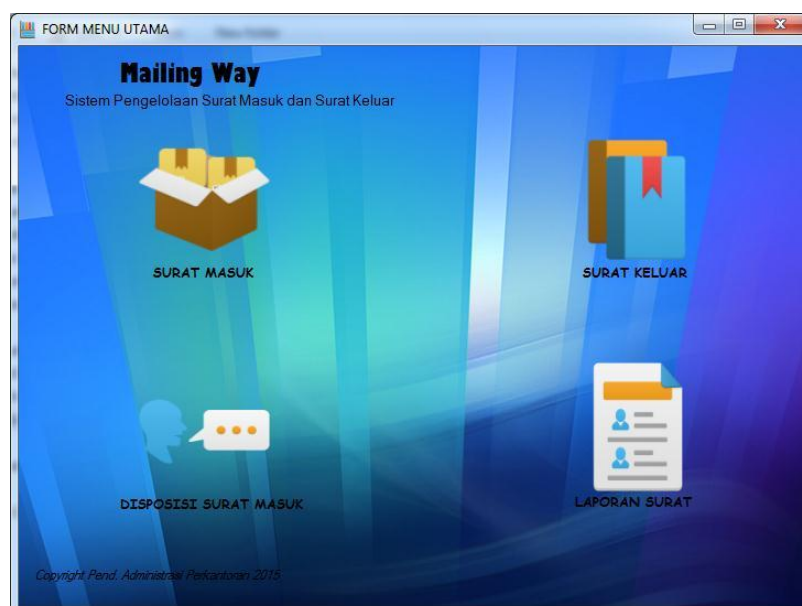 FORM MENU UTAMA
Mailing Way
Sistem Pengelolaan Surat Masuk dan Surat Keluar
SURAT MASUK
SURAT KELUAR
DISPOSISI SURAT MASUK
LAPORAN SURAT
Copyright Pend. Administrasi Perkantoran 2015